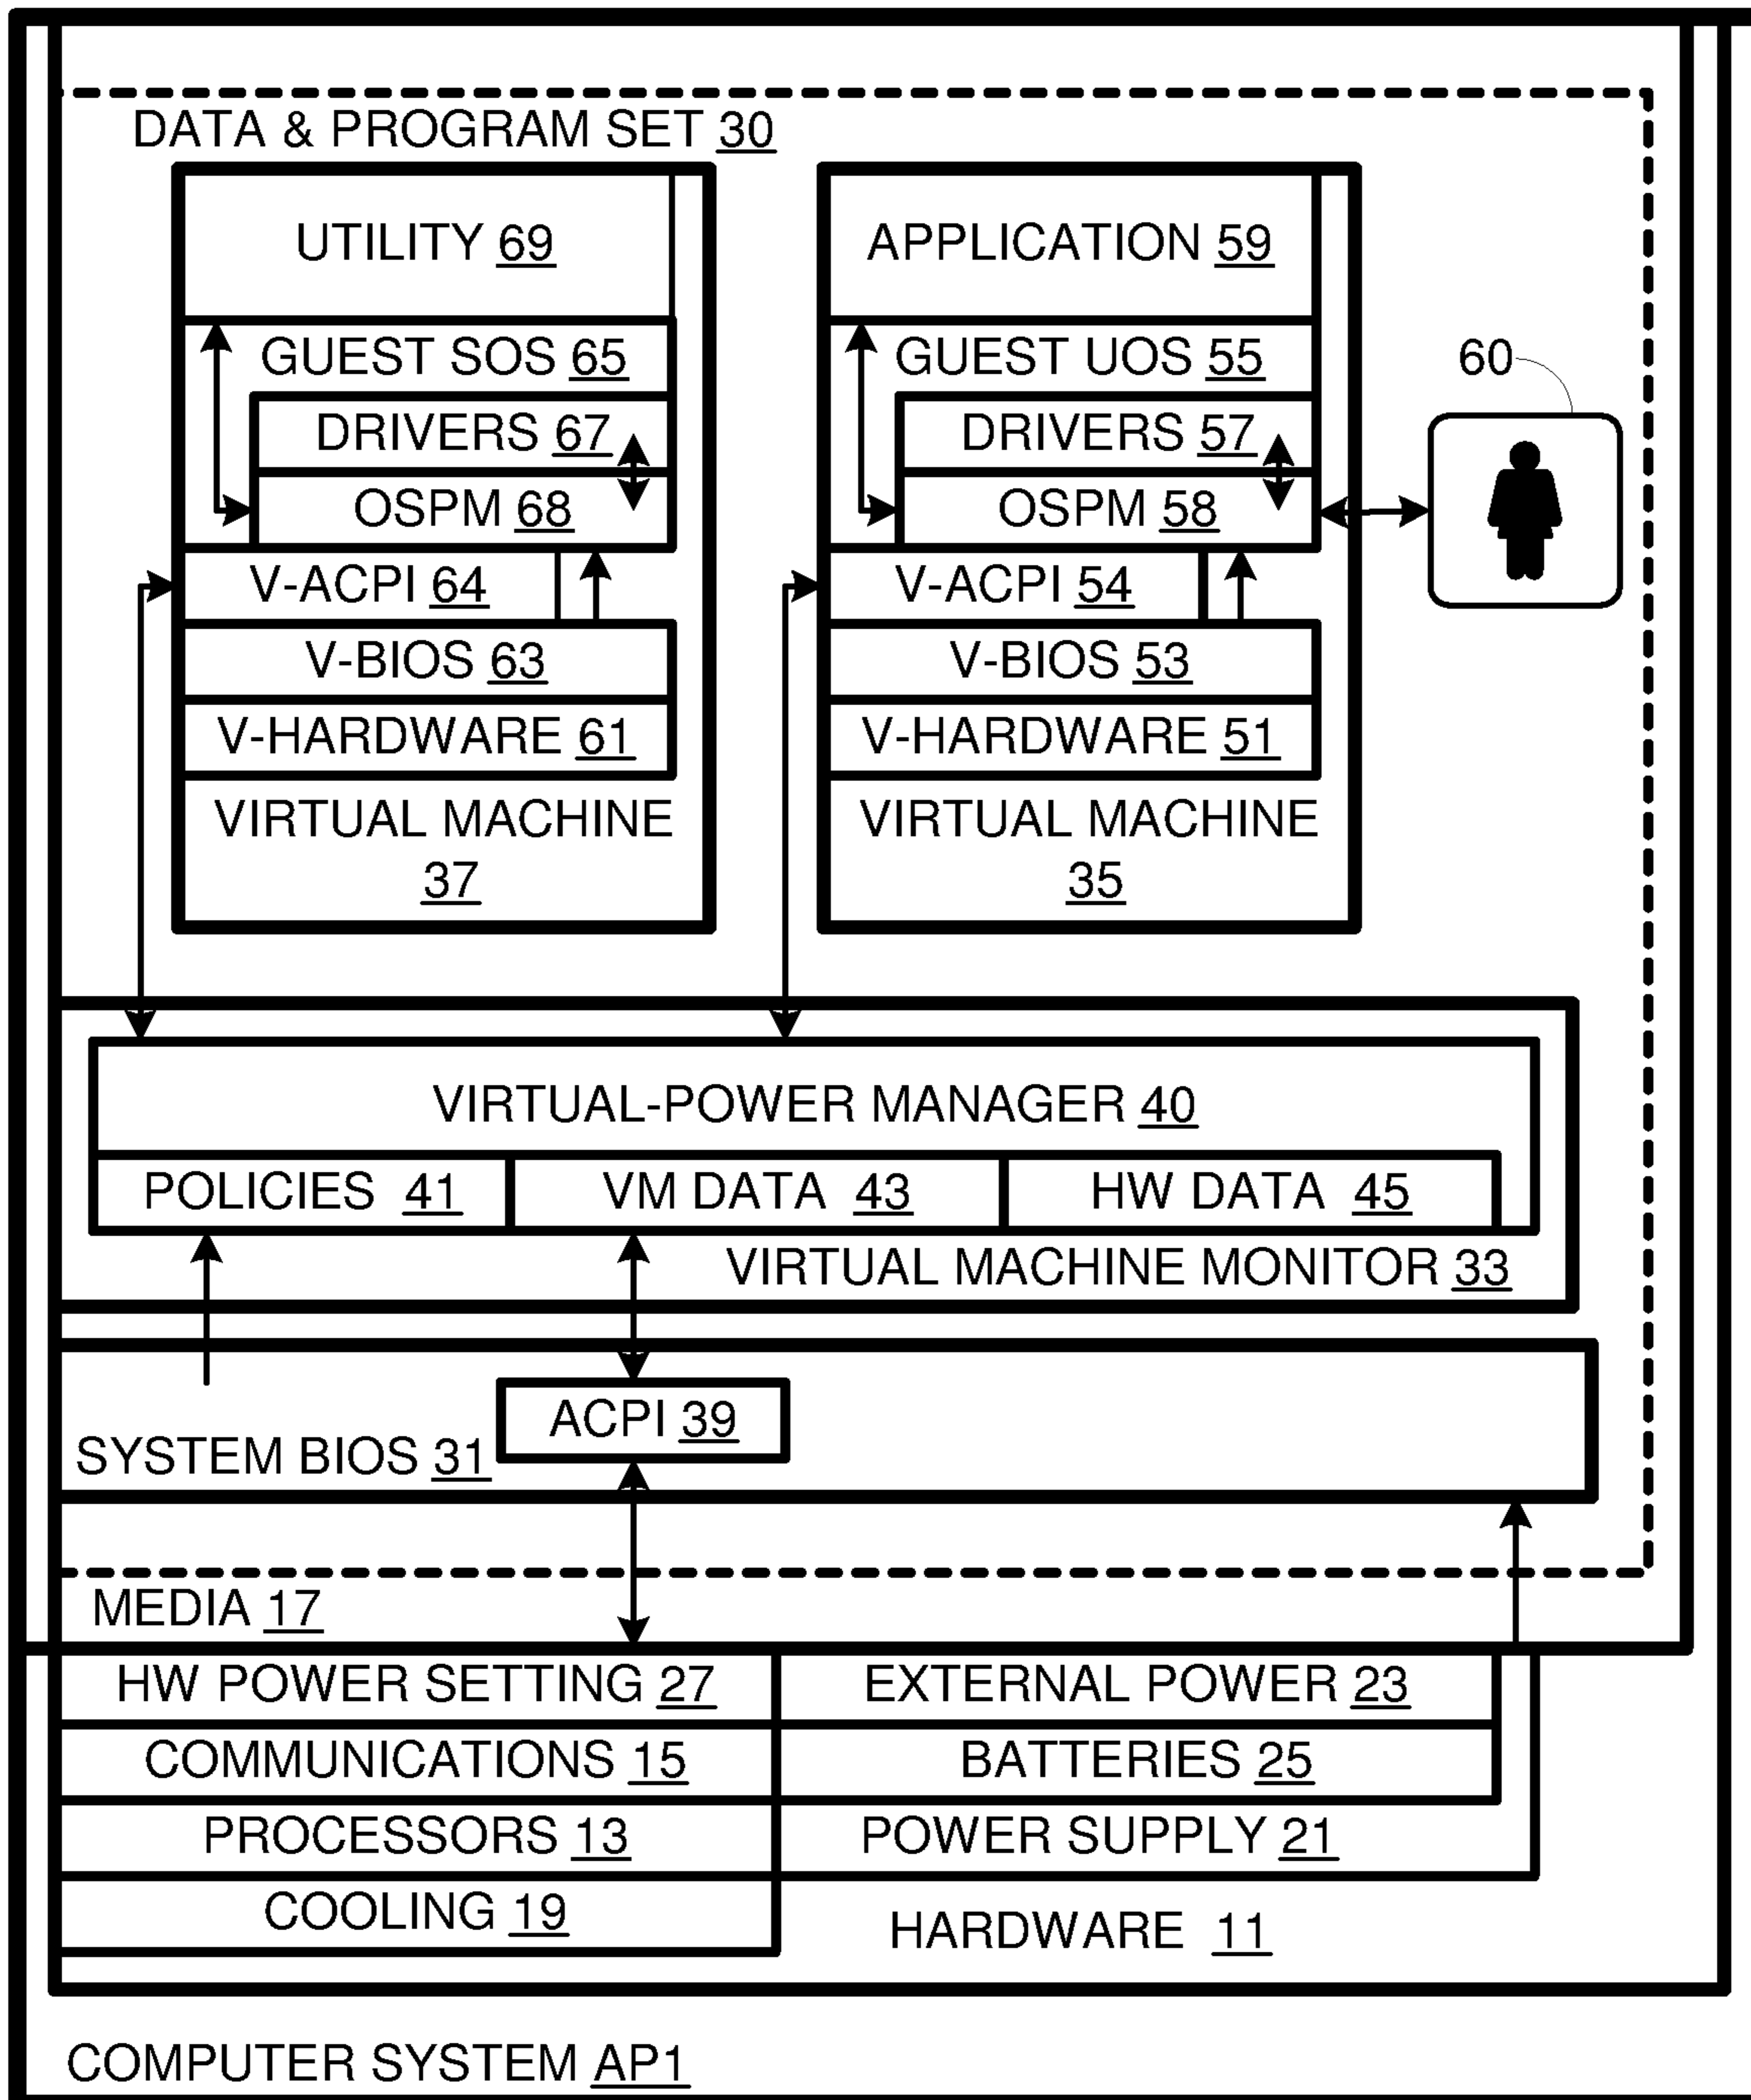 DATA & PROGRAM SET 30
UTILITY 69
GUEST SOS 65
DRIVERS 67
OSPM 68
V-ACPI 64
V-BIOS 63
V-HARDWARE 61
VIRTUAL MACHINE
37
APPLICATION 59
GUEST UOS 55
DRIVERS 57
OSPM 58
V-ACPI 54
V-BIOS 53
V-HARDWARE 51
VIRTUAL MACHINE
35
60
VIRTUAL-POWER MANAGER 40
POLICIES 41
VM DATA 43
HW DATA 45
VIRTUAL MACHINE MONITOR 33
ACPI 39
SYSTEM BIOS 31
MEDIA 17
HW POWER SETTING 27
EXTERNAL POWER 23
COMMUNICATIONS 15
BATTERIES 25
PROCESSORS 13
POWER SUPPLY 21
COOLING 19
HARDWARE 11
COMPUTER SYSTEM AP1